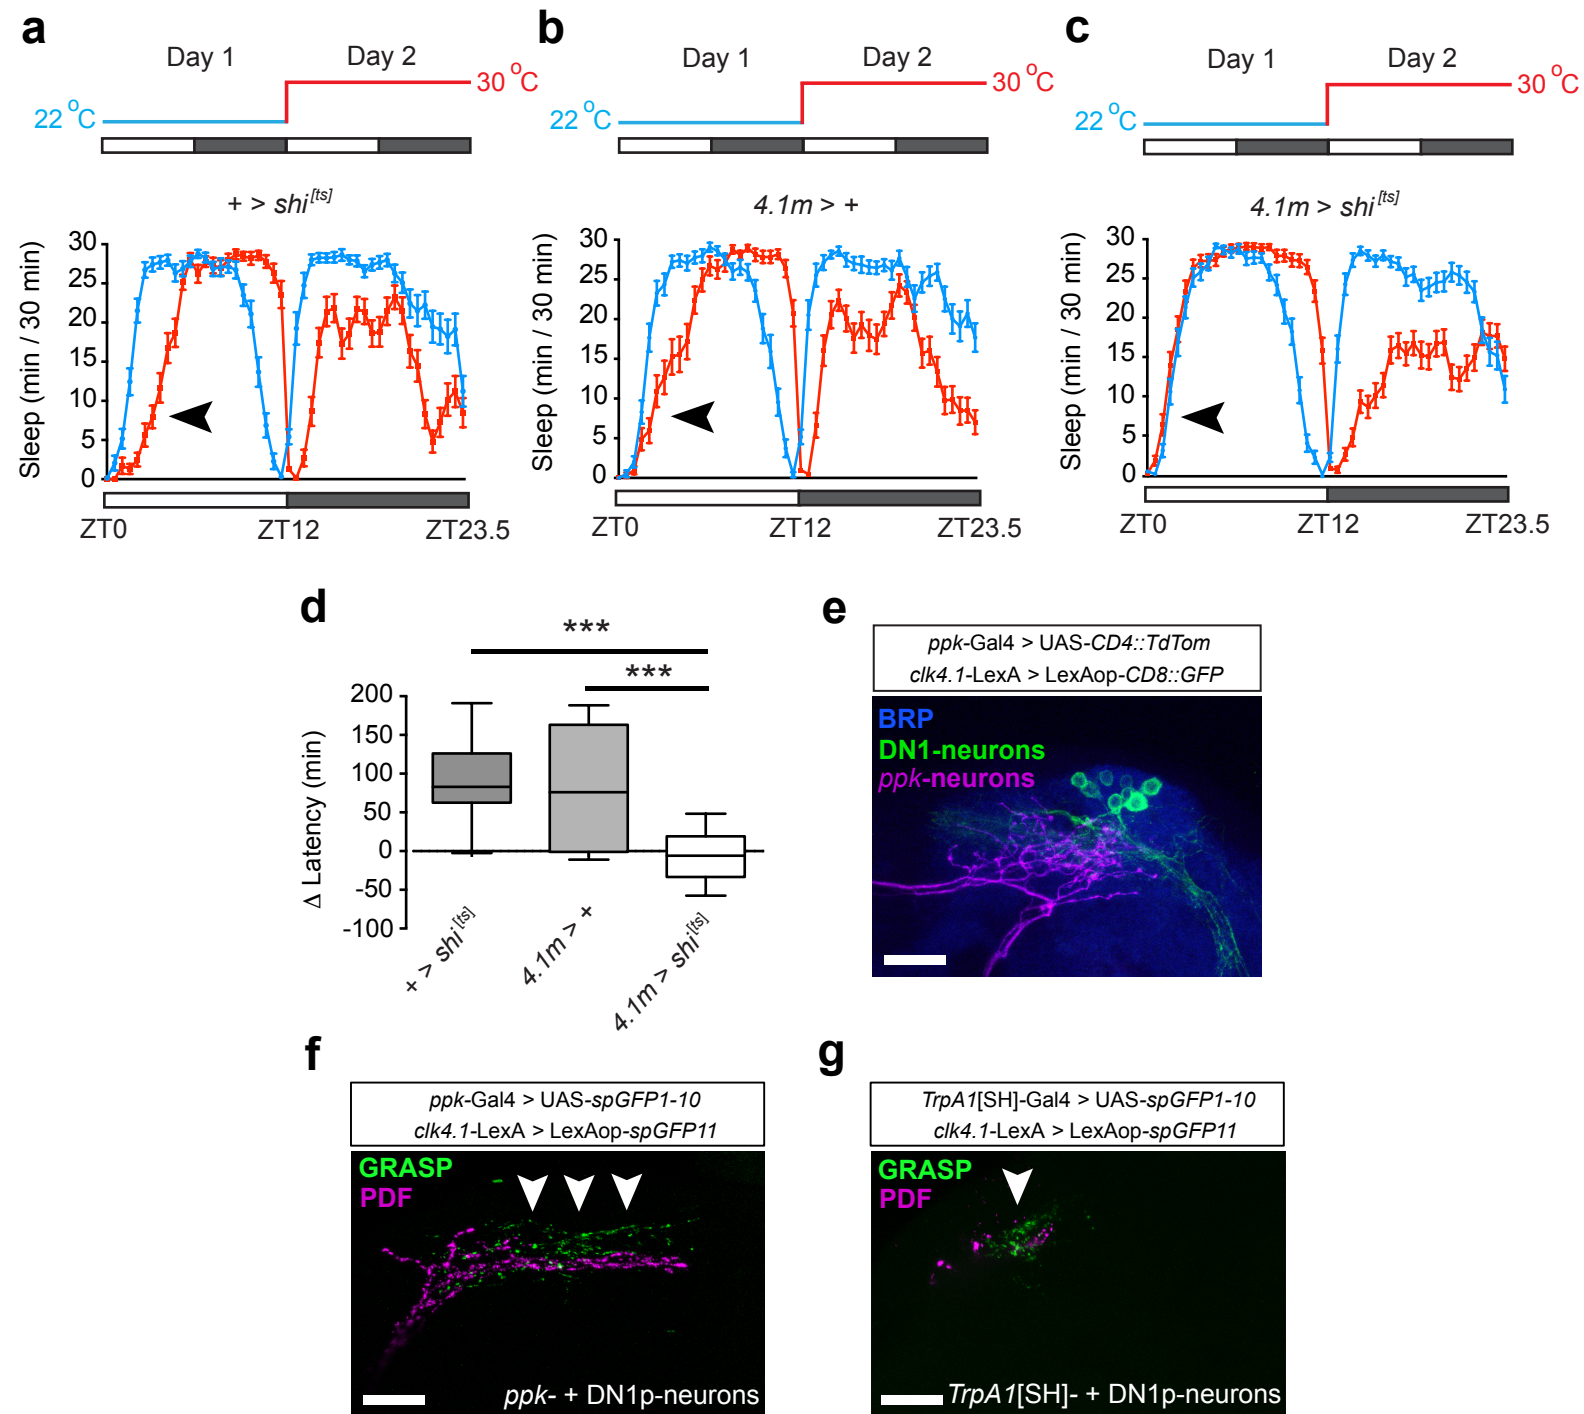 a
Day 1
Day 2
22 °C
30 °C
+ > shi[ts]
Sleep (min / 30 min)
30
25
20
15
10
5
0
ZT0
ZT12
ZT23.5
b
Day 1
Day 2
22 °C
30 °C
4.1m > +
Sleep (min / 30 min)
30
25
20
15
10
5
0
ZT0
ZT12
ZT23.5
c
Day 1
Day 2
22 °C
30 °C
4.1m > shi[ts]
Sleep (min / 30 min)
30
25
20
15
10
5
0
ZT0
ZT12
ZT23.5
d
***
***
Δ Latency (min)
200
150
100
50
0
-50
-100
+ > shi[ts]
4.1m > +
4.1m > shi[ts]
e
ppk-Gal4 > UAS-CD4::TdTom
clk4.1-LexA > LexAop-CD8::GFP
BRP
DN1-neurons
ppk-neurons
f
ppk-Gal4 > UAS-spGFP1-10
clk4.1-LexA > LexAop-spGFP11
GRASP
PDF
ppk- + DN1p-neurons
g
TrpA1[SH]-Gal4 > UAS-spGFP1-10
clk4.1-LexA > LexAop-spGFP11
GRASP
PDF
TrpA1[SH]- + DN1p-neurons